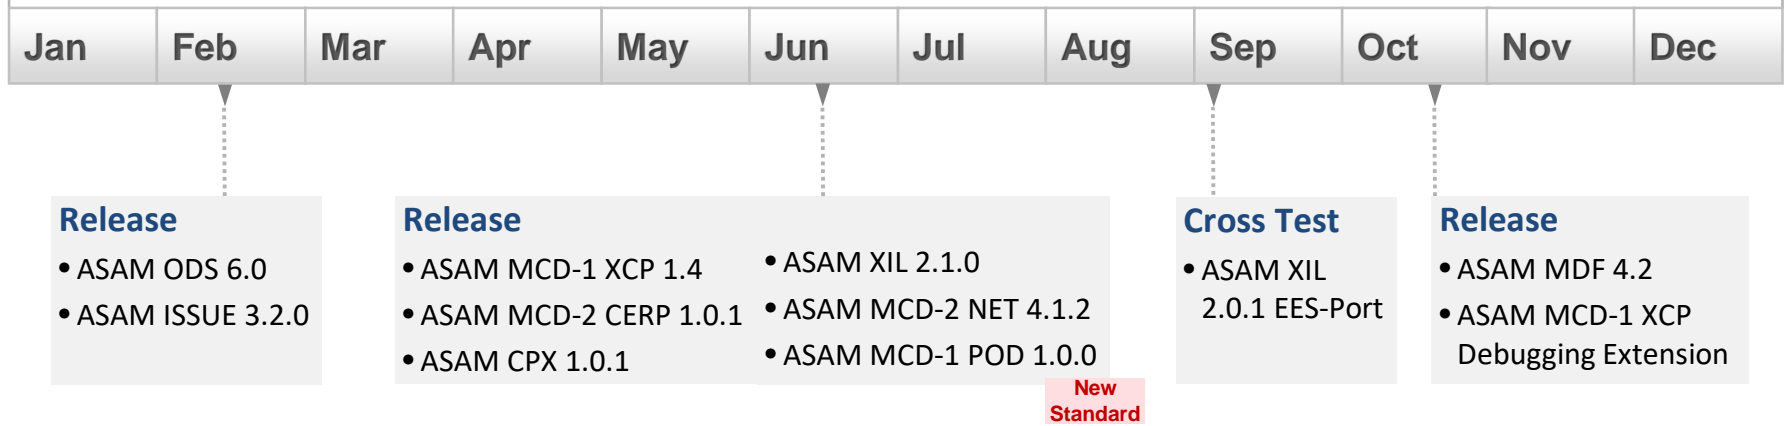 Jan Feb Mar Apr May Jun Jul Aug Sep Oct Nov Dec
Release
• ASAM ODS 6.0
• ASAM ISSUE 3.2.0
Release
• ASAM MCD-1 XCP 1.4
• ASAM MCD-2 CERP 1.0.1
• ASAM CPX 1.0.1
• ASAM XIL 2.1.0
• ASAM MCD-2 NET 4.1.2
• ASAM MCD-1 POD 1.0.0
New
Standard
Cross Test
• ASAM XIL
2.0.1 EES-Port
Release
• ASAM MDF 4.2
• ASAM MCD-1 XCP
Debugging Extension